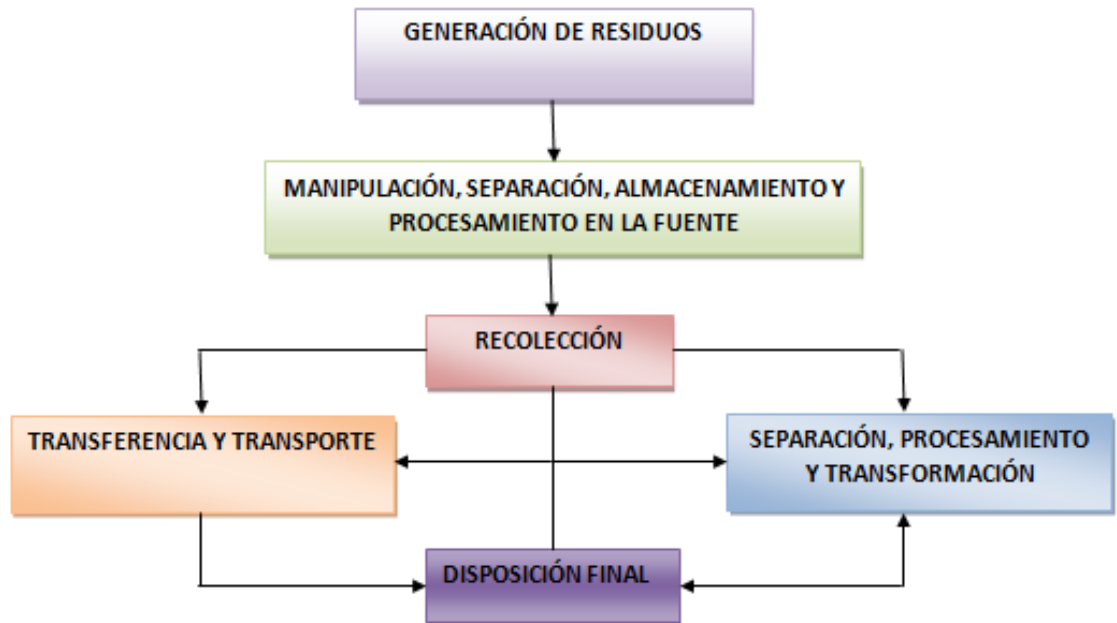 GENERACIÓN DE RESIDUOS
MANIPULACIÓN, SEPARACIÓN, ALMACENAMIENTO Y
PROCESAMIENTO EN LA FUENTE
RECOLECCIÓN
TRANSFERENCIA Y TRANSPORTE
SEPARACIÓN, PROCESAMIENTO
Y TRANSFORMACIÓN
DISPOSICIÓN FINAL